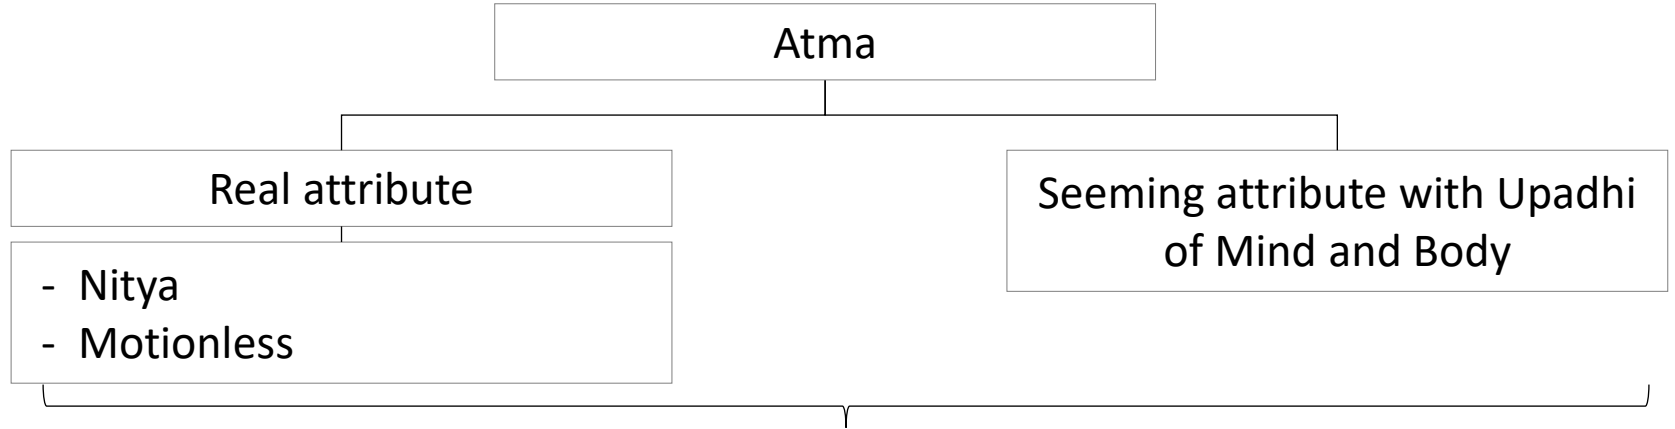 Atma
Real attribute
- Nitya
- Motionless
Seeming attribute with Upadhi
of Mind and Body